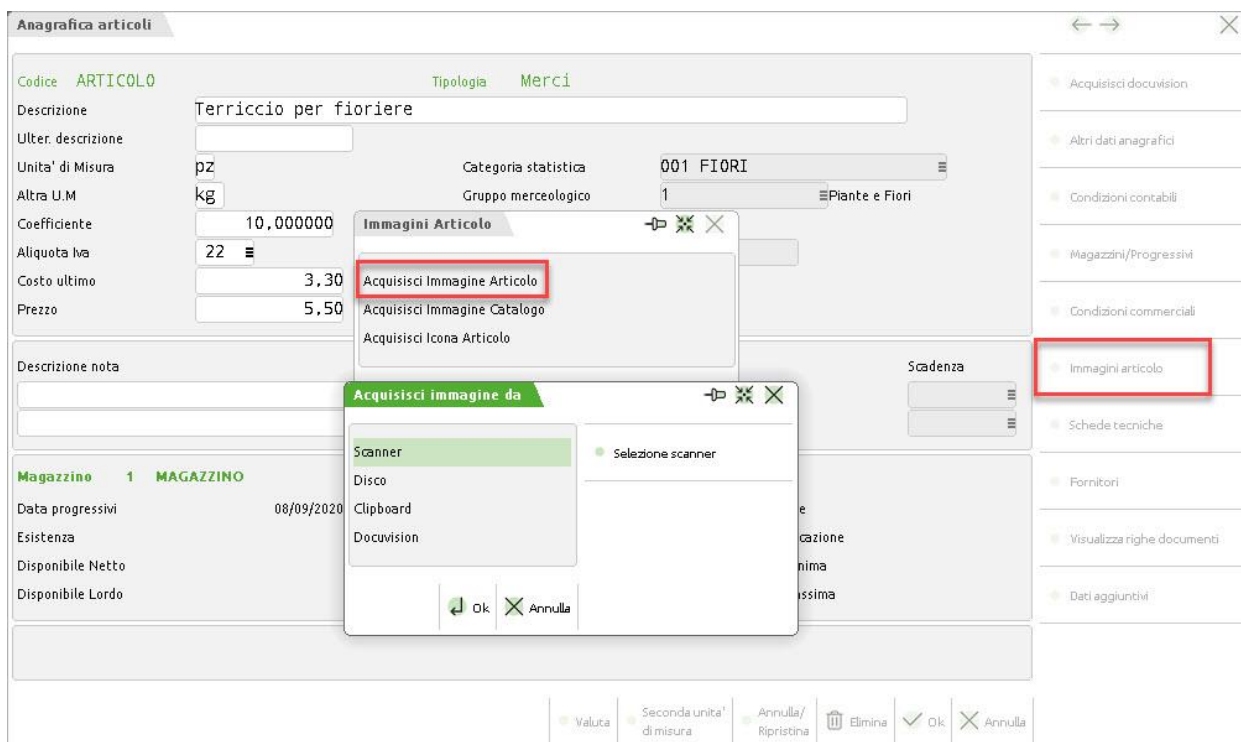 Anagrafica articoli
Codice ARTICOLO Tipologia Merci
Descrizione Terriccio per fioriere
Ulter. descrizione
Unita' di Misura pz Categoria statistica 001 FIORI
Altra U.M kg Gruppo merceologico 1 Piante e Fiori
Coefficiente 10,000000
Aliquota Iva 22
Costo ultimo 3,30
Prezzo 5,50
Immagini Articolo
Acquisisci Immagine Articolo
Acquisisci Immagine Catalogo
Acquisisci Icona Articolo
Descrizione nota Scadenza
Acquisisci immagine da
Scanner
Disco
Clipboard
Docuvision
Selezione scanner
Ok Annulla
Magazzino 1 MAGAZZINO
Data progressivi 08/09/2020
Esistenza
Disponibile Netto
Disponibile Lordo
e
cazione
nima
ssima
Acquisisci docuvision
Altri dati anagrafici
Condizioni contabili
Magazzini/Progressivi
Condizioni commerciali
Immagini articolo
Schede tecniche
Fornitori
Visualizza righe documenti
Dati aggiuntivi
Valuta
Seconda unita'
di misura
Annulla/
Ripristina
Elimina
Ok
Annulla